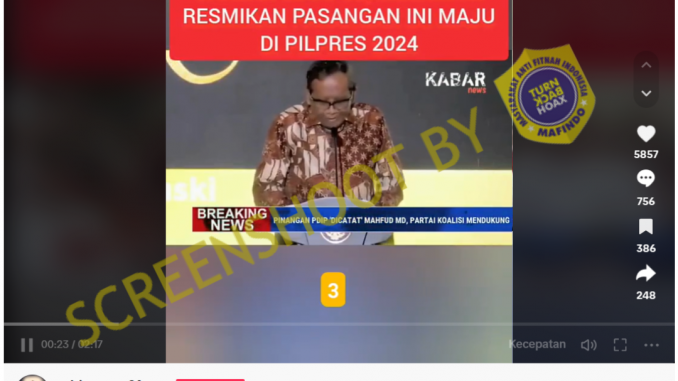 RESMIKAN PASANGAN INI MAJU
DI PILPRES 2024
KABAR
news
MASYARAKAT ANTI FITNAH INDONESIA
TURN
BACK
HOAX
MAFINDO
5857
756
386
248
SCREENSHOOT BY
BREAKING
NEWS
PINANGAN PDIP 'DICATAT' MAHFUD MD, PARTAI KOALISI MENDUKUNG
3
00:23 / 02:17
Kecepatan